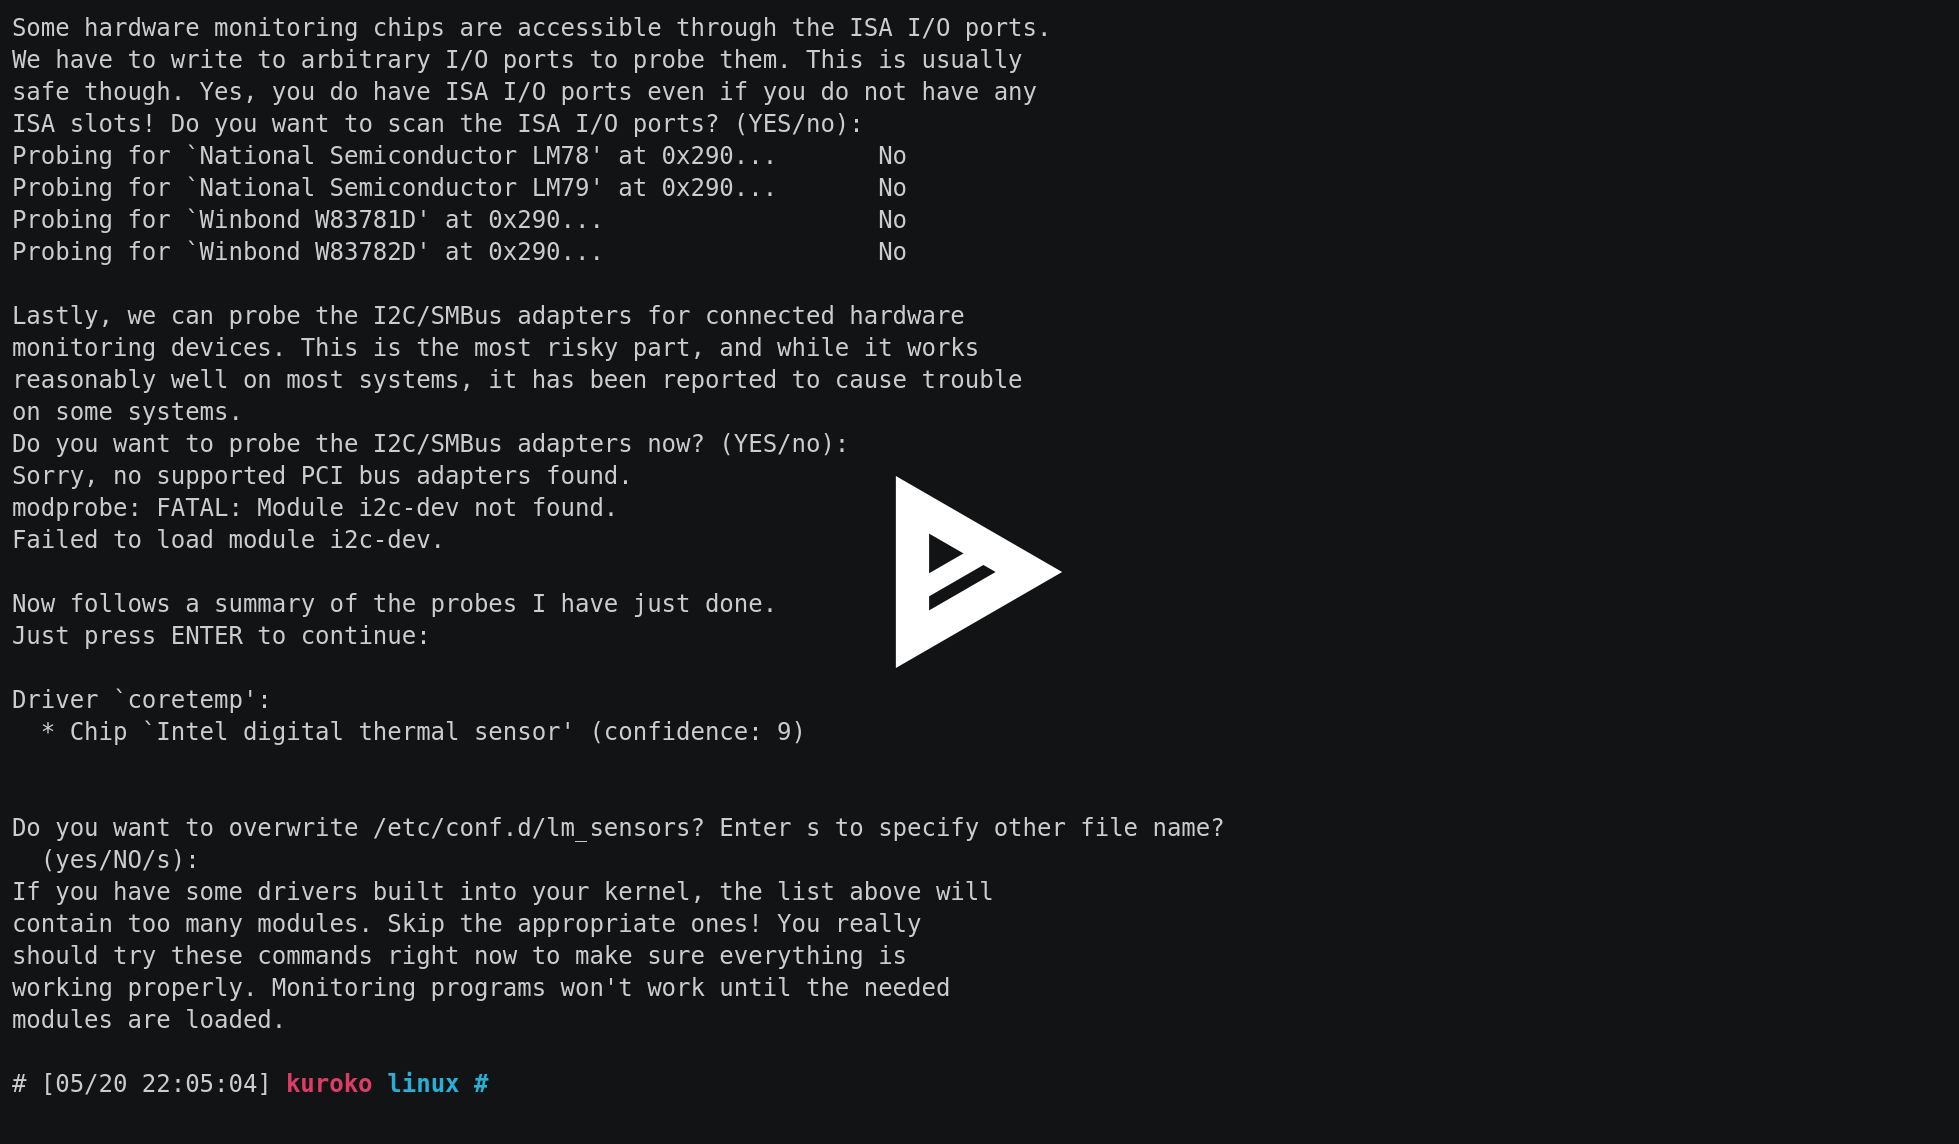 Some hardware monitoring chips are accessible through the ISA I/O ports.
We have to write to arbitrary I/O ports to probe them. This is usually
safe though. Yes, you do have ISA I/O ports even if you do not have any
ISA slots! Do you want to scan the ISA I/O ports? (YES/no):
Probing for `National Semiconductor LM78' at 0x290...       No
Probing for `National Semiconductor LM79' at 0x290...       No
Probing for `Winbond W83781D' at 0x290...                   No
Probing for `Winbond W83782D' at 0x290...                   No

Lastly, we can probe the I2C/SMBus adapters for connected hardware
monitoring devices. This is the most risky part, and while it works
reasonably well on most systems, it has been reported to cause trouble
on some systems.
Do you want to probe the I2C/SMBus adapters now? (YES/no):
Sorry, no supported PCI bus adapters found.
modprobe: FATAL: Module i2c-dev not found.
Failed to load module i2c-dev.

Now follows a summary of the probes I have just done.
Just press ENTER to continue:

Driver `coretemp':
  * Chip `Intel digital thermal sensor' (confidence: 9)

Do you want to overwrite /etc/conf.d/lm_sensors? Enter s to specify other file name?
  (yes/NO/s):
If you have some drivers built into your kernel, the list above will
contain too many modules. Skip the appropriate ones! You really
should try these commands right now to make sure everything is
working properly. Monitoring programs won't work until the needed
modules are loaded.

# [05/20 22:05:04] kuroko linux #